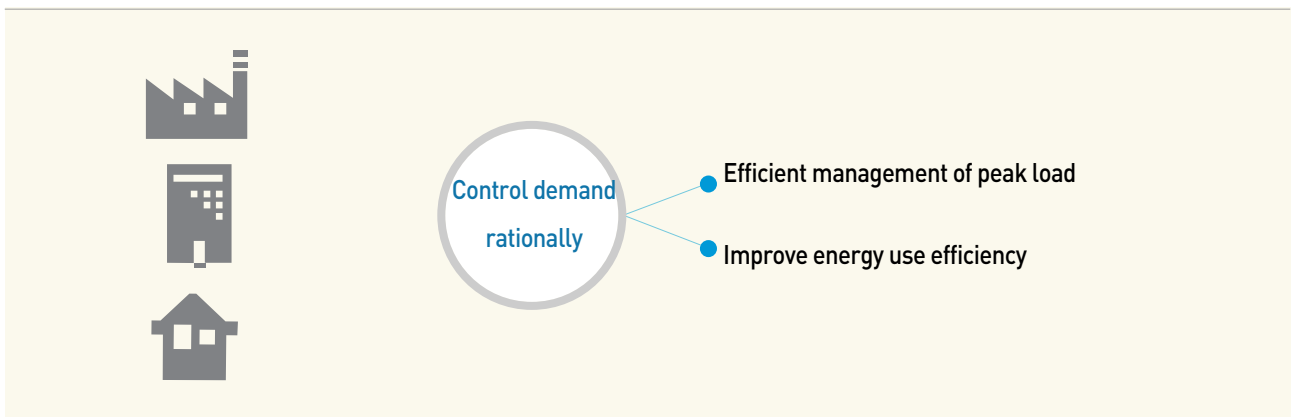 Control demand
rationally
Efficient management of peak load
Improve energy use efficiency